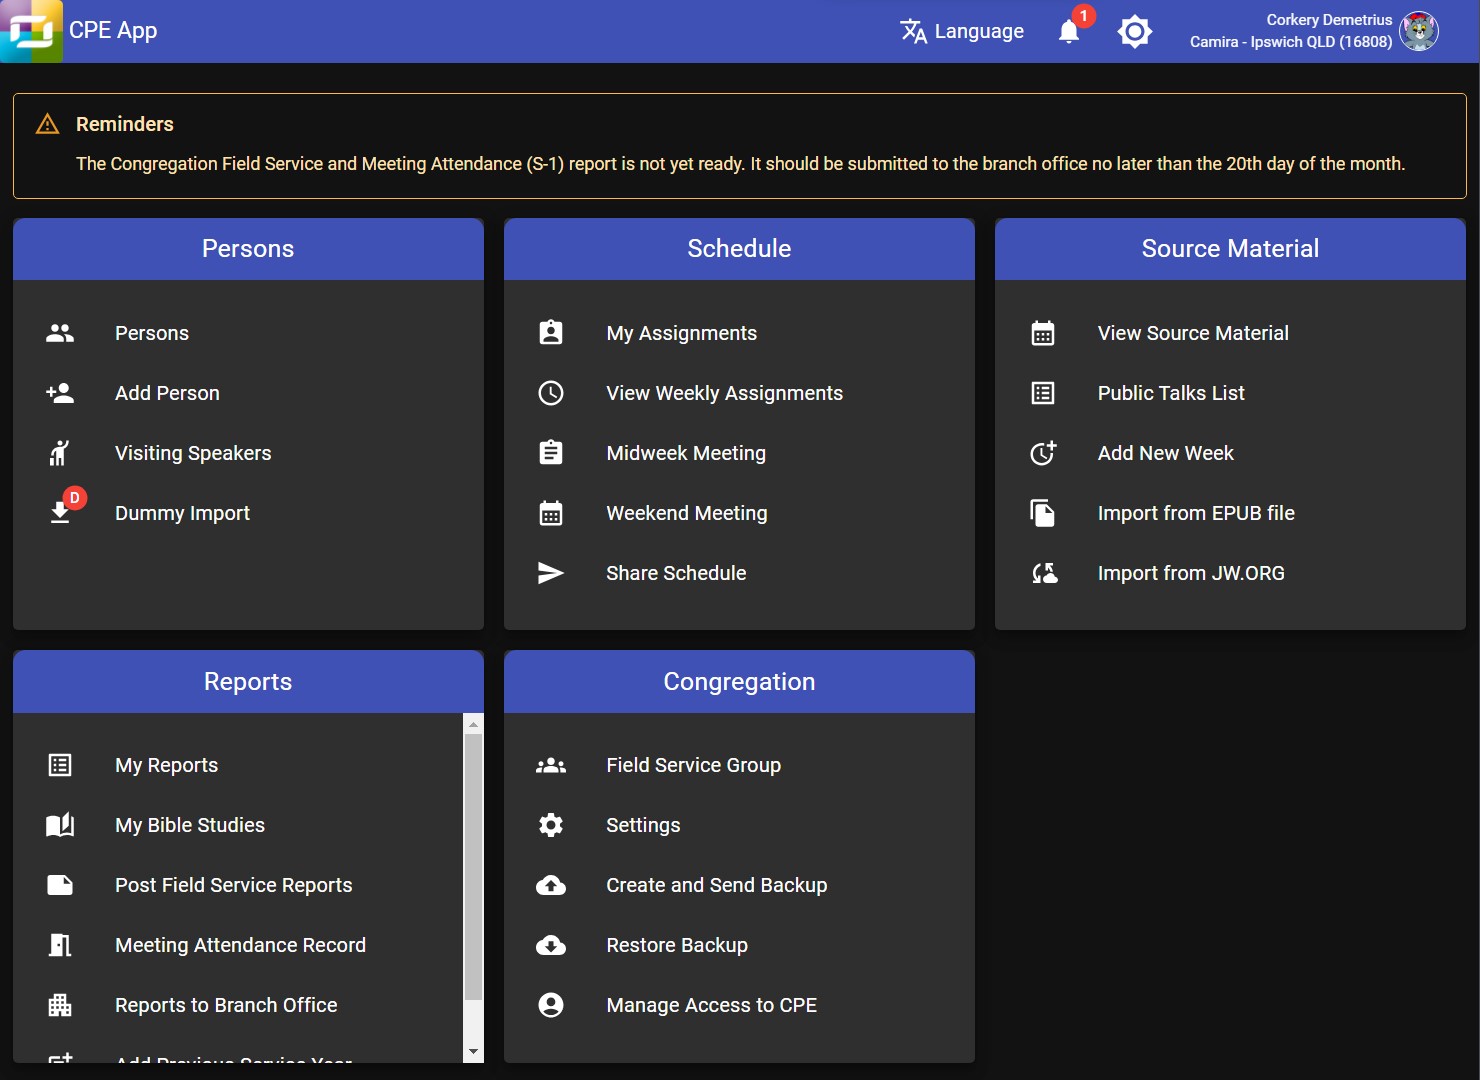 CPE App
Language
1
Corkery Demetrius
Camira - Ipswich QLD (16808)
Reminders
The Congregation Field Service and Meeting Attendance (S-1) report is not yet ready. It should be submitted to the branch office no later than the 20th day of the month.
Persons
Persons
Add Person
Visiting Speakers
D
Dummy Import
Schedule
My Assignments
View Weekly Assignments
Midweek Meeting
Weekend Meeting
Share Schedule
Source Material
View Source Material
Public Talks List
Add New Week
Import from EPUB file
Import from JW.ORG
Reports
My Reports
My Bible Studies
Post Field Service Reports
Meeting Attendance Record
Reports to Branch Office
Add Previous Service Year
Congregation
Field Service Group
Settings
Create and Send Backup
Restore Backup
Manage Access to CPE